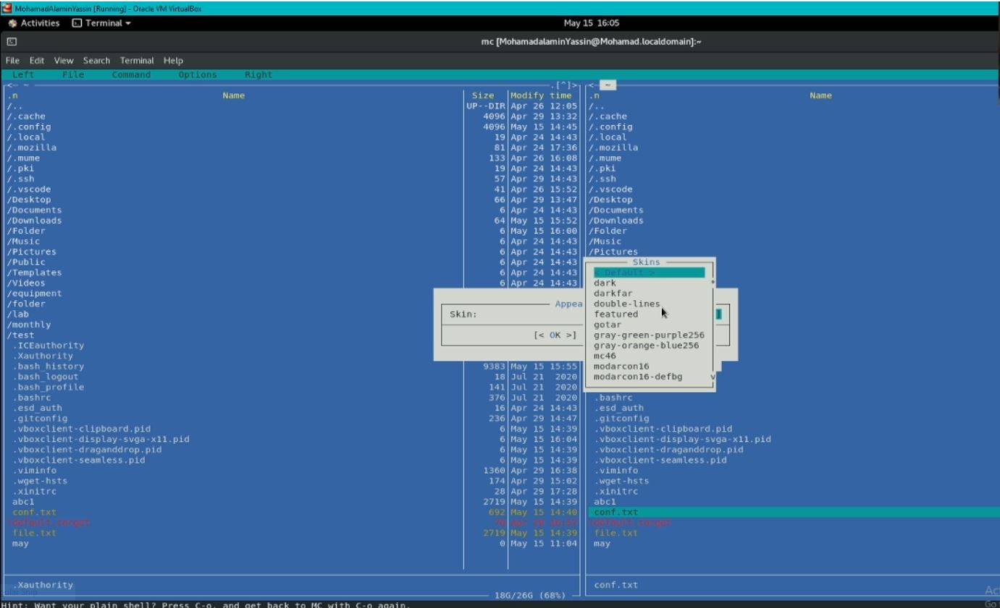 MohamadAlaminYassin [Running] - Oracle VM VirtualBox
Activities Terminal May 15 16:05
mc [MohamadalaminYassin@Mohamad.localdomain]:~
File Edit View Search Terminal Help
Left File Command Options Right
<- ~ .[^]>
.n Name Size Modify time
/.. UP--DIR Apr 26 12:05
/.cache 4096 Apr 29 13:32
/.config 4096 May 15 14:45
/.local 19 Apr 24 14:43
/.mozilla 81 Apr 24 17:36
/.mume 133 Apr 26 16:08
/.pki 19 Apr 24 14:43
/.ssh 57 Apr 29 14:43
/.vscode 41 Apr 26 15:52
/Desktop 66 Apr 29 13:47
/Documents 6 Apr 24 14:43
/Downloads 64 May 15 15:52
/Folder 6 May 15 16:00
/Music 6 Apr 24 14:43
/Pictures 6 Apr 24 14:43
/Public 6 Apr 24 14:43
/Templates 6 Apr 24 14:43
/Videos 6 Apr 24 14:43
/equipment
/folder
/lab
/monthly
/test
.ICEauthority
.Xauthority
.bash_history 9383 May 15 15:55
.bash_logout 18 Jul 21 2020
.bash_profile 141 Jul 21 2020
.bashrc 376 Jul 21 2020
.esd_auth 16 Apr 24 14:43
.gitconfig 236 Apr 29 14:47
.vboxclient-clipboard.pid 6 May 15 14:39
.vboxclient-display-svga-x11.pid 6 May 15 16:04
.vboxclient-draganddrop.pid 6 May 15 14:39
.vboxclient-seamless.pid 6 May 15 14:39
.viminfo 1360 Apr 29 16:38
.wget-hsts 174 Apr 29 15:02
.xinitrc 28 Apr 29 17:28
abc1 2719 May 15 14:39
conf.txt 692 May 15 14:40
!default.target
file.txt 2719 May 15 14:39
may 0 May 15 11:04
.Xauthority
18G/26G (68%)
<- ~
.n Name
/..
/.cache
/.config
/.local
/.mozilla
/.mume
/.pki
/.ssh
/.vscode
/Desktop
/Documents
/Downloads
/Folder
/Music
/Pictures
Appea
Skin:
[< OK >]
Skins
< Default >
dark
darkfar
double-lines
featured
gotar
gray-green-purple256
gray-orange-blue256
mc46
modarcon16
modarcon16-defbg
.bashrc
.esd_auth
.gitconfig
.vboxclient-clipboard.pid
.vboxclient-display-svga-x11.pid
.vboxclient-draganddrop.pid
.vboxclient-seamless.pid
.viminfo
.wget-hsts
.xinitrc
abc1
conf.txt
!default.target
file.txt
may
conf.txt
Hint: Want your plain shell? Press C-o, and get back to MC with C-o again.